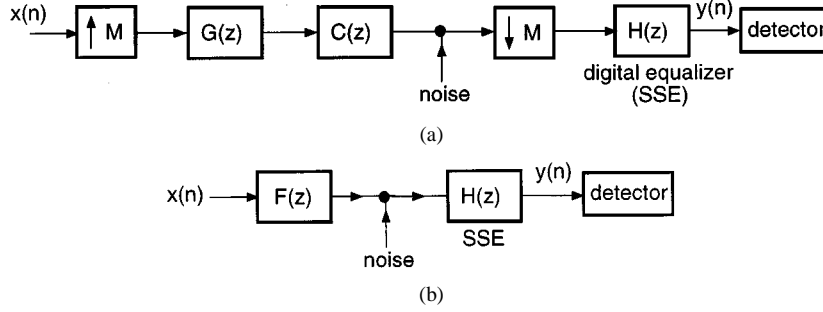 x(n)
↑ M
G(z)
C(z)
noise
↓ M
H(z)
digital equalizer
(SSE)
y(n)
detector
(a)
x(n)
F(z)
noise
H(z)
SSE
y(n)
detector
(b)